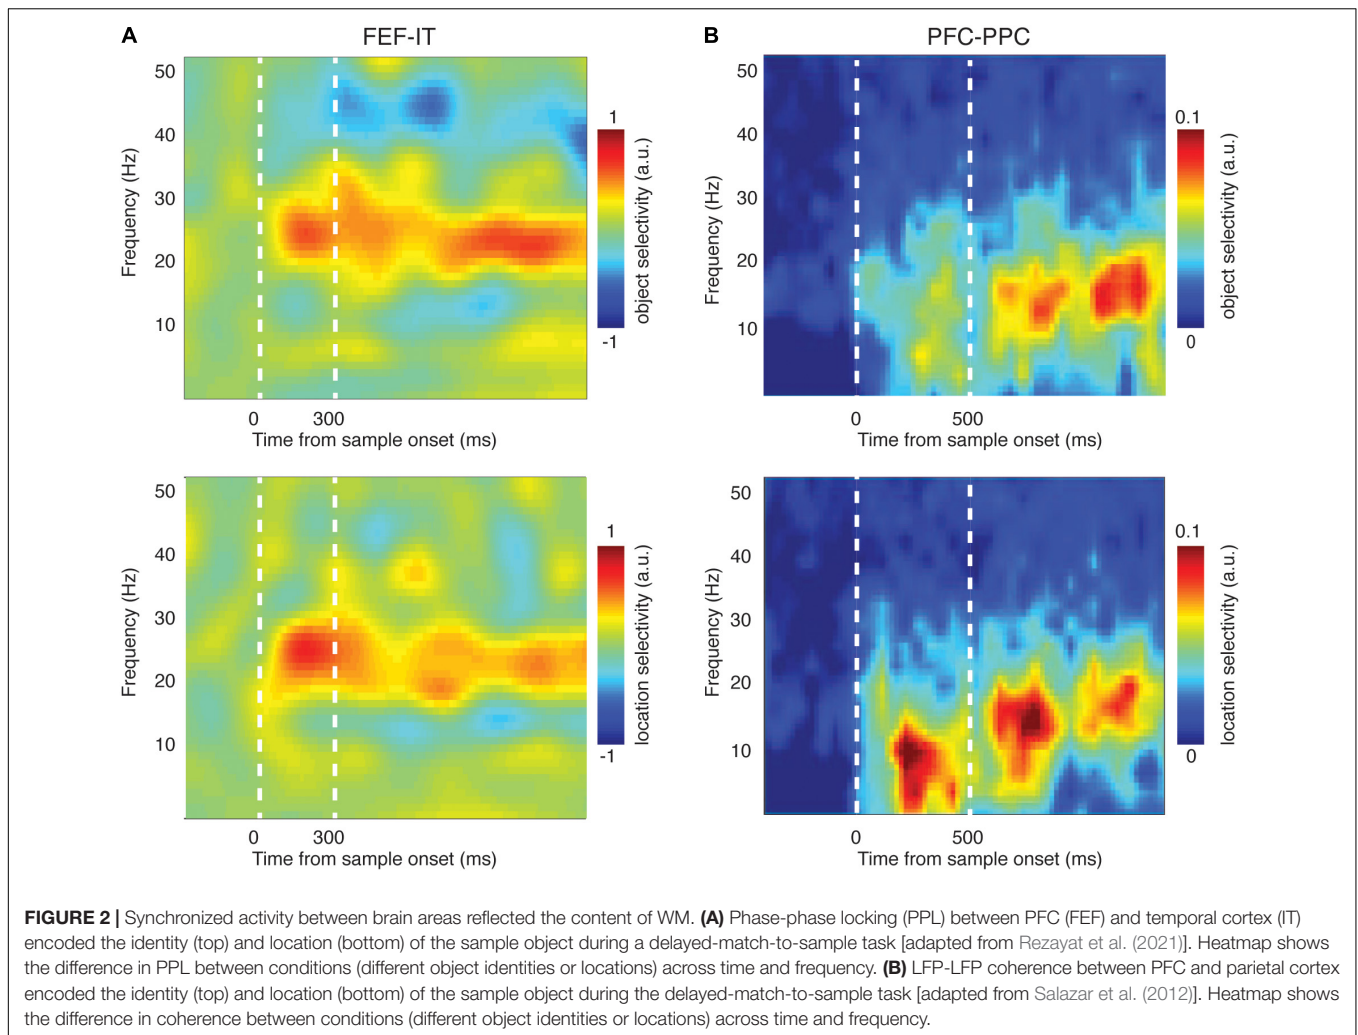 A
FEF-IT
50
40
30
20
10
Frequency (Hz)
0
300
Time from sample onset (ms)
1
-1
object selectivity (a.u.)
B
PFC-PPC
50
40
30
20
10
Frequency (Hz)
0
500
Time from sample onset (ms)
0.1
0
object selectivity (a.u.)
50
40
30
20
10
Frequency (Hz)
0
300
Time from sample onset (ms)
1
-1
location selectivity (a.u.)
50
40
30
20
10
Frequency (Hz)
0
500
Time from sample onset (ms)
0.1
0
location selectivity (a.u.)
FIGURE 2 | Synchronized activity between brain areas reflected the content of WM. (A) Phase-phase locking (PPL) between PFC (FEF) and temporal cortex (IT)
encoded the identity (top) and location (bottom) of the sample object during a delayed-match-to-sample task [adapted from Rezayat et al. (2021)]. Heatmap shows
the difference in PPL between conditions (different object identities or locations) across time and frequency. (B) LFP-LFP coherence between PFC and parietal cortex
encoded the identity (top) and location (bottom) of the sample object during the delayed-match-to-sample task [adapted from Salazar et al. (2012)]. Heatmap shows
the difference in coherence between conditions (different object identities or locations) across time and frequency.